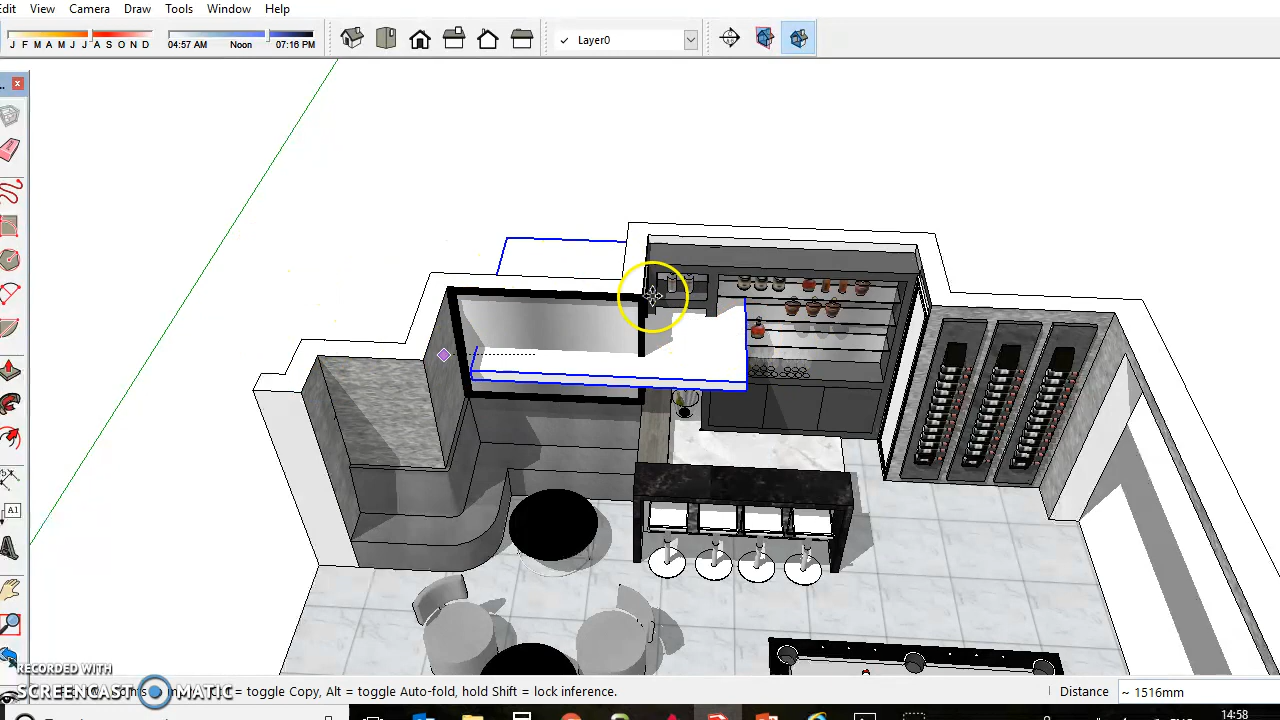 Edit View Camera Draw Tools Window Help
J F M A M J J A S O N D
04:57 AM Noon 07:16 PM
✓ Layer0
...
A1
RECORDED WITH
SCREENCAST MATIC
= toggle Copy, Alt = toggle Auto-fold, hold Shift = lock inference.
Distance ~ 1516mm
14:58